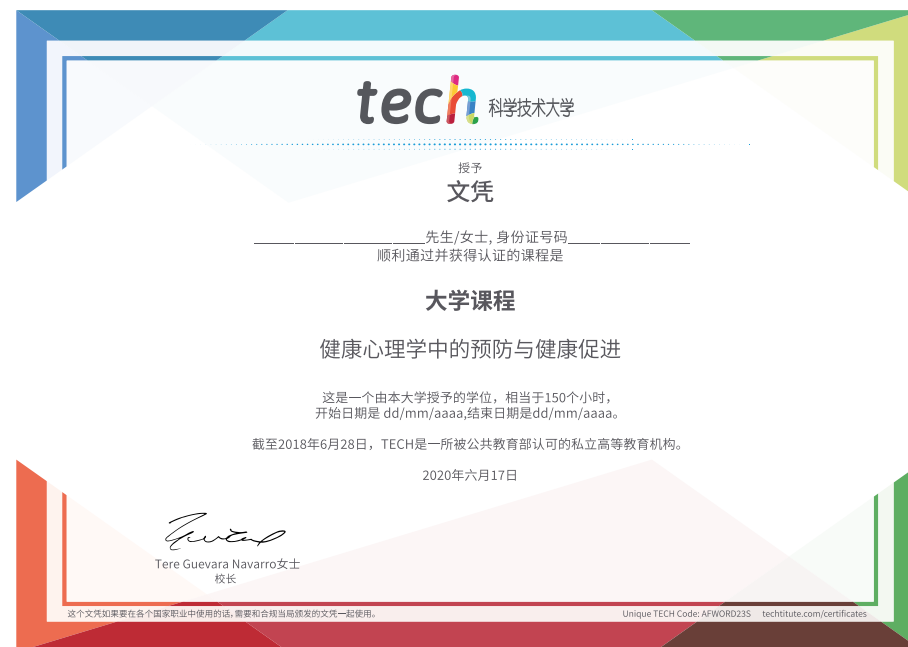 tech 科学技术大学
授予
文凭
先生/女士, 身份证号码
顺利通过并获得认证的课程是
大学课程
健康心理学中的预防与健康促进
这是一个由本大学授予的学位，相当于150个小时，
开始日期是 dd/mm/aaaa,结束日期是dd/mm/aaaa。
截至2018年6月28日，TECH是一所被公共教育部认可的私立高等教育机构。
2020年六月17日
Tere Guevara Navarro女士
校长
这个文凭如果要在各个国家职业中使用的话,需要和合规当局颁发的文凭一起使用。
Unique TECH Code: AFWORD23S techtitute.com/certificates